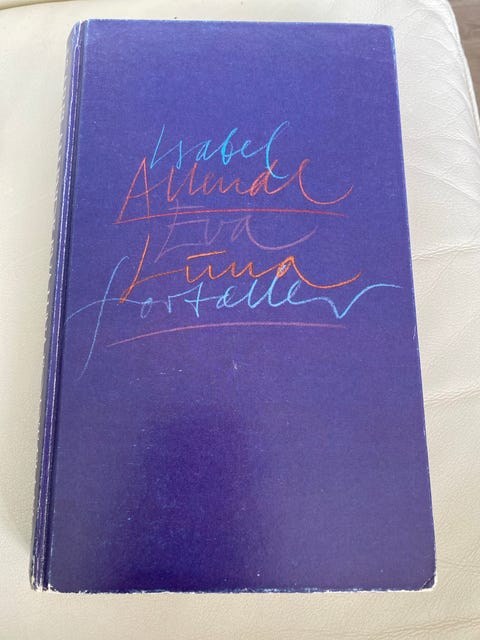 Isabel
Allende
Eva
Luna
fortæller